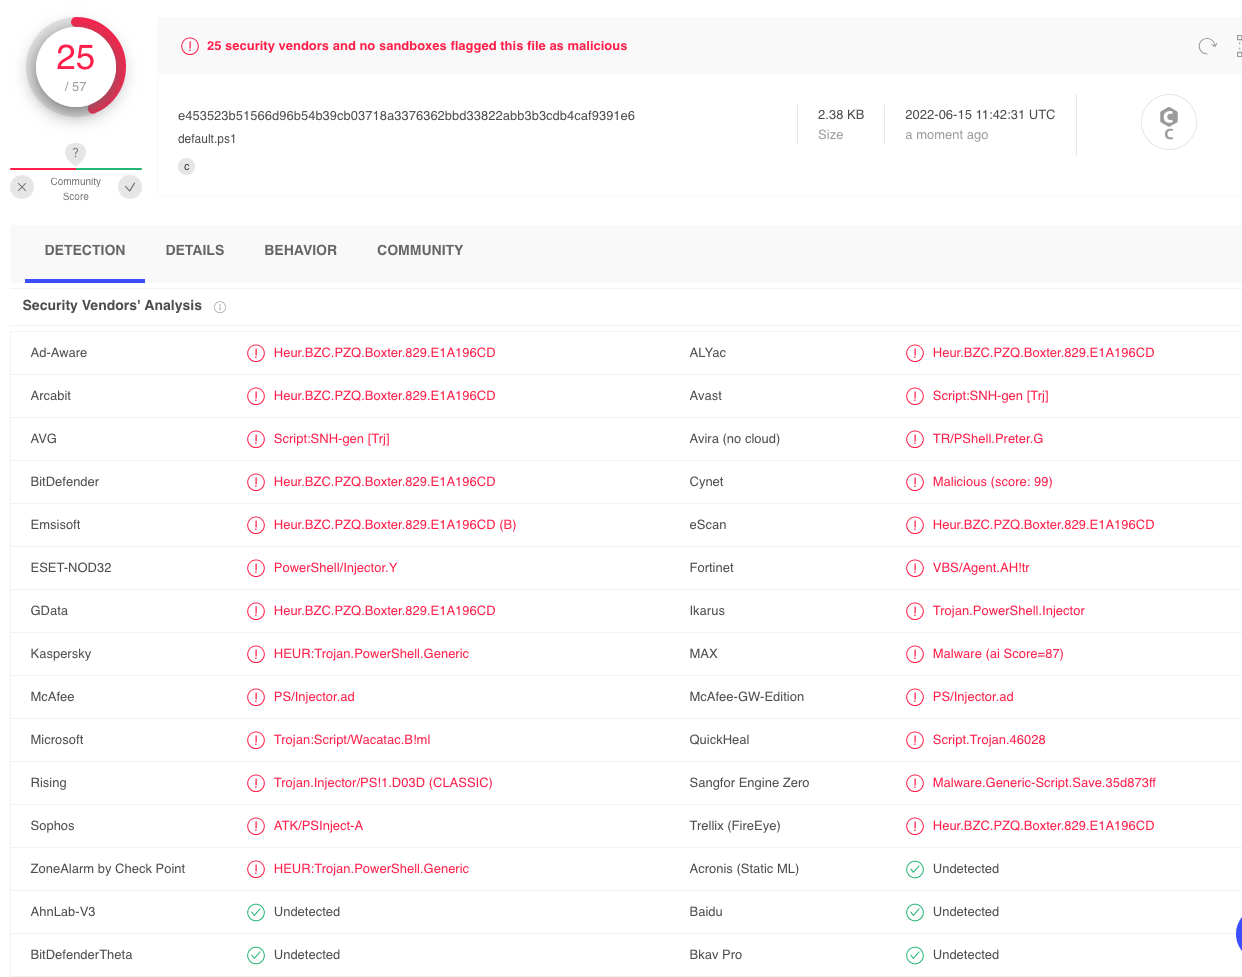 25
/ 57
?
Community
Score
25 security vendors and no sandboxes flagged this file as malicious
e453523b51566d96b54b39cb03718a3376362bbd33822abb3b3cdb4caf9391e6
default.ps1
c
2.38 KB
Size
2022-06-15 11:42:31 UTC
a moment ago
C
DETECTION DETAILS BEHAVIOR COMMUNITY
Security Vendors' Analysis
Ad-Aware Heur.BZC.PZQ.Boxter.829.E1A196CD ALYac Heur.BZC.PZQ.Boxter.829.E1A196CD
Arcabit Heur.BZC.PZQ.Boxter.829.E1A196CD Avast Script:SNH-gen [Trj]
AVG Script:SNH-gen [Trj] Avira (no cloud) TR/PShell.Preter.G
BitDefender Heur.BZC.PZQ.Boxter.829.E1A196CD Cynet Malicious (score: 99)
Emsisoft Heur.BZC.PZQ.Boxter.829.E1A196CD (B) eScan Heur.BZC.PZQ.Boxter.829.E1A196CD
ESET-NOD32 PowerShell/Injector.Y Fortinet VBS/Agent.AH!tr
GData Heur.BZC.PZQ.Boxter.829.E1A196CD Ikarus Trojan.PowerShell.Injector
Kaspersky HEUR:Trojan.PowerShell.Generic MAX Malware (ai Score=87)
McAfee PS/Injector.ad McAfee-GW-Edition PS/Injector.ad
Microsoft Trojan:Script/Wacatac.B!ml QuickHeal Script.Trojan.46028
Rising Trojan.Injector/PS!1.D03D (CLASSIC) Sangfor Engine Zero Malware.Generic-Script.Save.35d873ff
Sophos ATK/PSInject-A Trellix (FireEye) Heur.BZC.PZQ.Boxter.829.E1A196CD
ZoneAlarm by Check Point HEUR:Trojan.PowerShell.Generic Acronis (Static ML) Undetected
AhnLab-V3 Undetected Baidu Undetected
BitDefenderTheta Undetected Bkav Pro Undetected